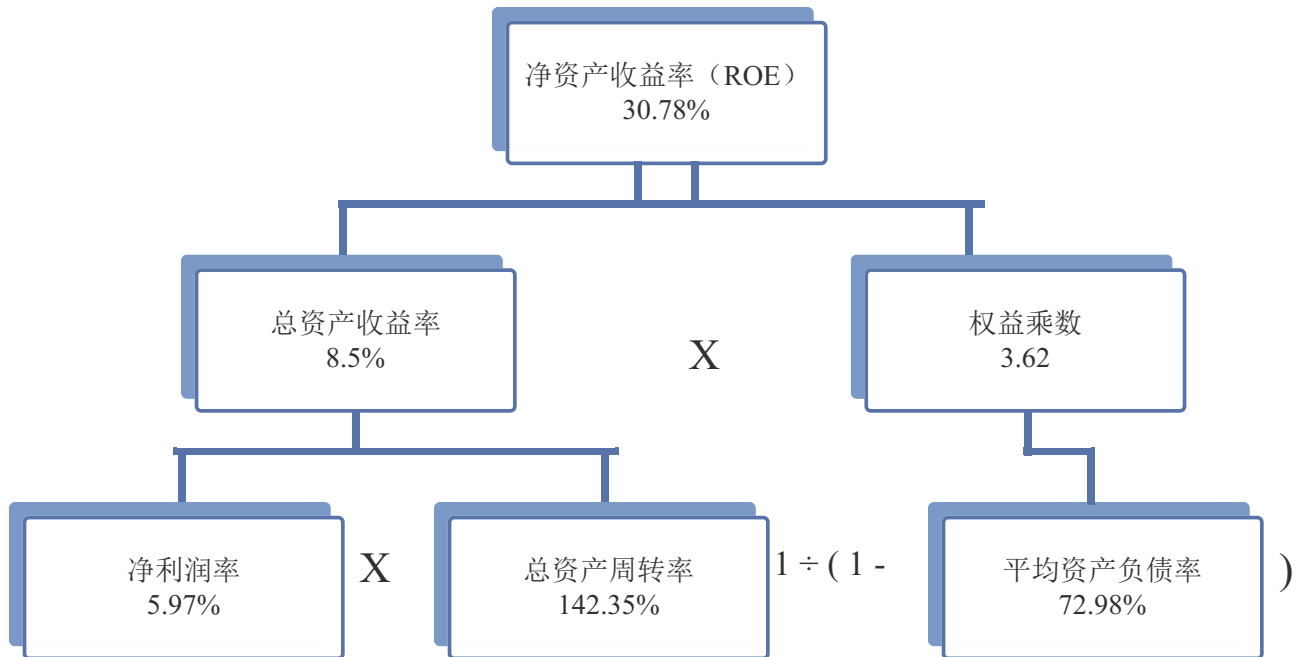 净资产收益率（ROE）
30.78%
总资产收益率
8.5%
X
权益乘数
3.62
净利润率
5.97%
X
总资产周转率
142.35%
1 ÷ ( 1 -
平均资产负债率
72.98%
)